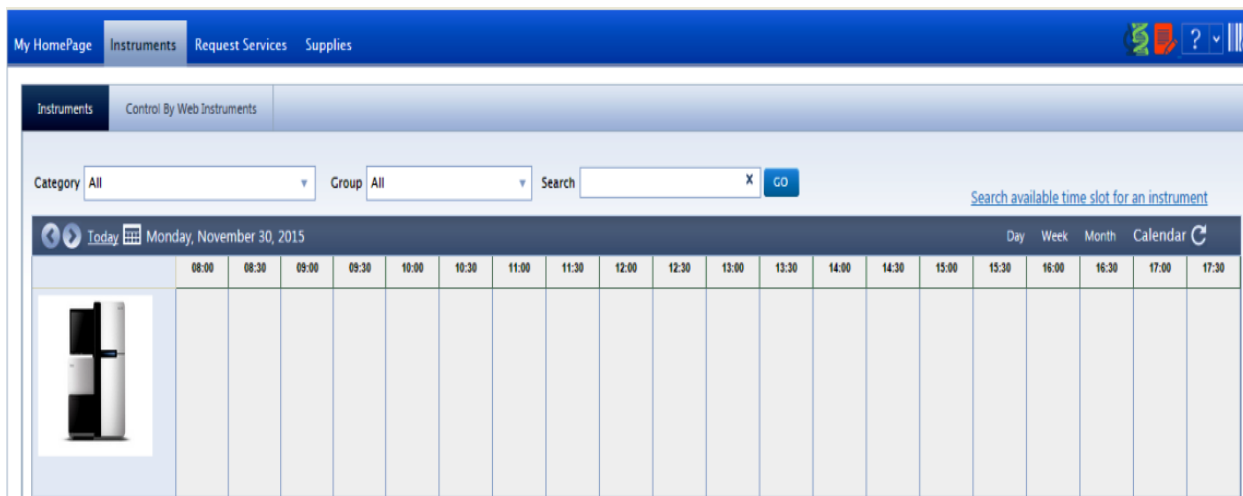 My HomePage Instruments Request Services Supplies ?
Instruments Control By Web Instruments
Category All Group All Search X GO
Search available time slot for an instrument
Today Monday, November 30, 2015 Day Week Month Calendar
08:00 08:30 09:00 09:30 10:00 10:30 11:00 11:30 12:00 12:30 13:00 13:30 14:00 14:30 15:00 15:30 16:00 16:30 17:00 17:30